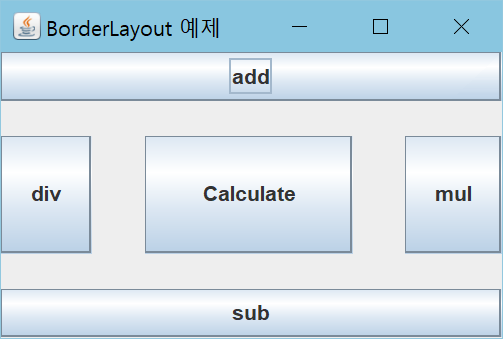 BorderLayout 예제
add
div
Calculate
mul
sub